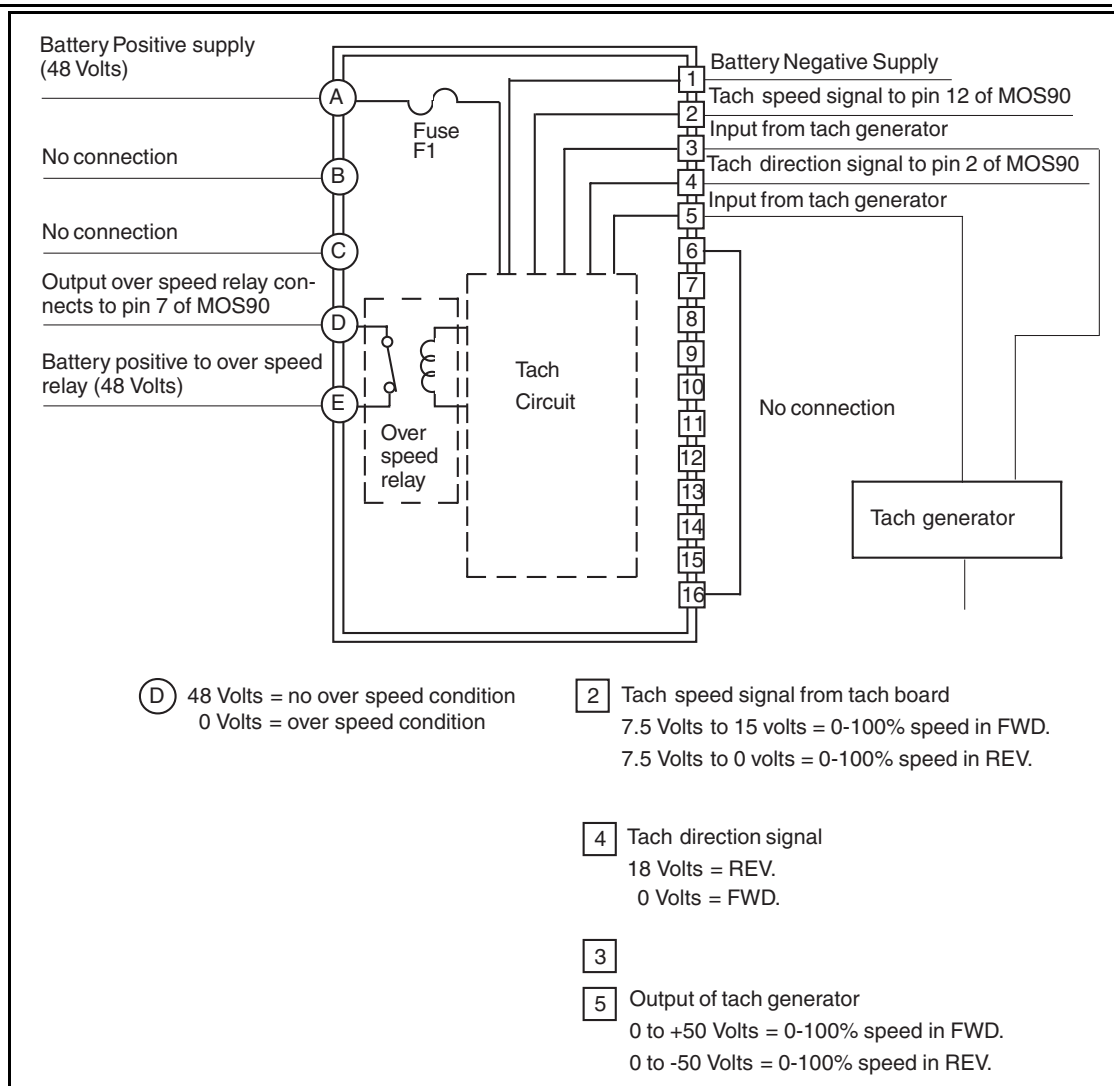 Battery Positive supply
(48 Volts)
A
Fuse
F1
No connection
B
No connection
C
Output over speed relay con-
nects to pin 7 of MOS90
D
Battery positive to over speed
relay (48 Volts)
E
Over
speed
relay
Tach
Circuit
1
Battery Negative Supply
2
Tach speed signal to pin 12 of MOS90
3
Input from tach generator
4
Tach direction signal to pin 2 of MOS90
5
Input from tach generator
6
7
8
9
10
11
12
13
14
15
16
No connection
Tach generator
D 48 Volts = no over speed condition
0 Volts = over speed condition
2 Tach speed signal from tach board
7.5 Volts to 15 volts = 0-100% speed in FWD.
7.5 Volts to 0 volts = 0-100% speed in REV.
4 Tach direction signal
18 Volts = REV.
0 Volts = FWD.
3
5 Output of tach generator
0 to +50 Volts = 0-100% speed in FWD.
0 to -50 Volts = 0-100% speed in REV.